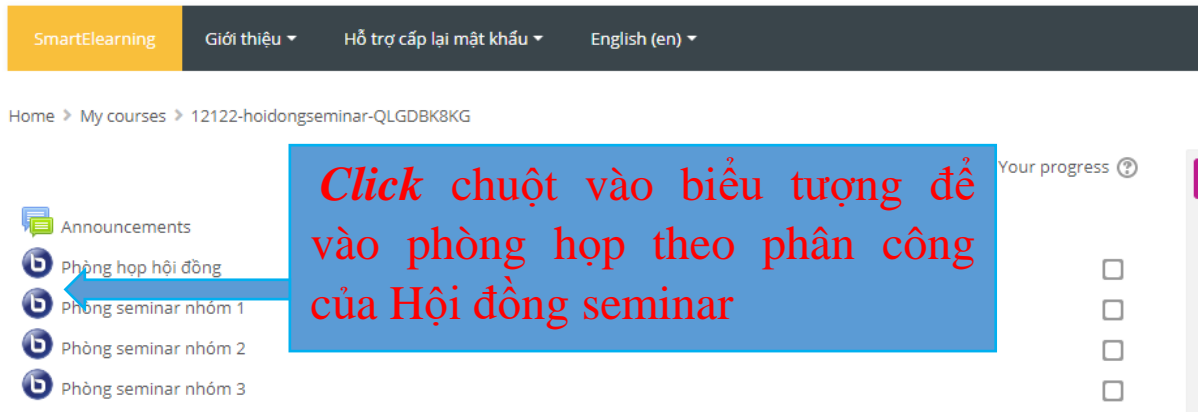 SmartElearning Giới thiệu Hỗ trợ cấp lại mật khẩu English (en)
Home > My courses > 12122-hoidongseminar-QLGDBK8KG
Your progress
Click chuột vào biểu tượng để
vào phòng họp theo phân công
của Hội đồng seminar
Announcements
Phòng họp hội đồng
Phòng seminar nhóm 1
Phòng seminar nhóm 2
Phòng seminar nhóm 3